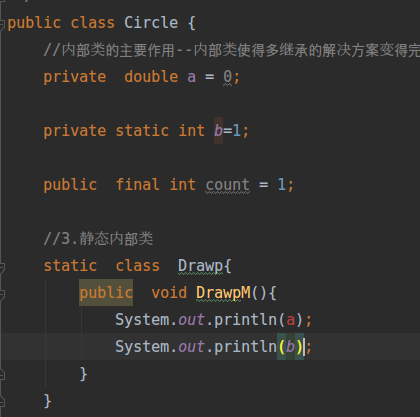 public class Circle {
//内部类的主要作用--内部类使得多继承的解决方案变得完
private  double a = 0;
private static int b=1;
public  final int count = 1;
//3.静态内部类
static  class  Drawp{
public  void DrawpM(){
System.out.println(a);
System.out.println(b);
}
}